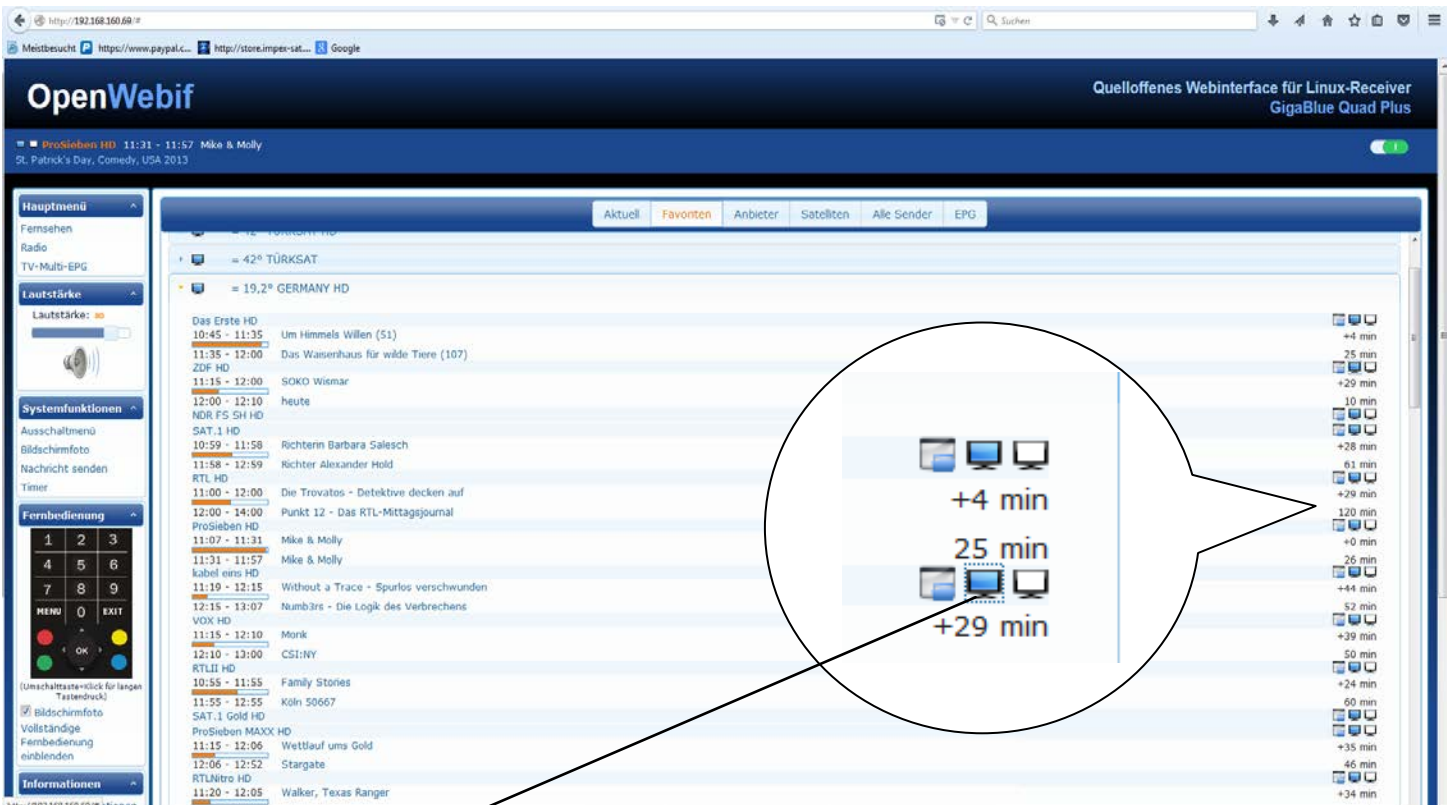 http://192.168.160.69/#
Suchen
Meistbesucht https://www.paypal.c... http://store.impex-sat... Google
OpenWebif
Quelloffenes Webinterface für Linux-Receiver
GigaBlue Quad Plus
ProSieben HD 11:31 - 11:57 Mike & Molly
St. Patrick's Day, Comedy, USA 2013
Hauptmenü
Fernsehen
Radio
TV-Multi-EPG
Lautstärke
Lautstärke: 80
Systemfunktionen
Ausschaltmenü
Bildschirmfoto
Nachricht senden
Timer
Fernbedienung
1 2 3
4 5 6
7 8 9
MENU 0 EXIT
OK
(Umschalttaste+Klick für langen
Tastendruck)
Bildschirmfoto
Vollständige
Fernbedienung
einblenden
Informationen
Aktuell Favoriten Anbieter Satelliten Alle Sender EPG
= 42° TÜRKSAT HD
= 42° TÜRKSAT
= 19,2° GERMANY HD
Das Erste HD
10:45 - 11:35 Um Himmels Willen (51) +4 min
11:35 - 12:00 Das Waisenhaus für wilde Tiere (107) 25 min
ZDF HD
11:15 - 12:00 SOKO Wismar +29 min
12:00 - 12:10 heute 10 min
NDR FS SH HD
SAT.1 HD
10:59 - 11:58 Richterin Barbara Salesch +28 min
11:58 - 12:59 Richter Alexander Hold 61 min
RTL HD
11:00 - 12:00 Die Trovatos - Detektive decken auf +29 min
12:00 - 14:00 Punkt 12 - Das RTL-Mittagsjournal 120 min
ProSieben HD
11:07 - 11:31 Mike & Molly +0 min
11:31 - 11:57 Mike & Molly 26 min
kabel eins HD
11:19 - 12:15 Without a Trace - Spurlos verschwunden +44 min
12:15 - 13:07 Numb3rs - Die Logik des Verbrechens 52 min
VOX HD
11:15 - 12:10 Monk +39 min
12:10 - 13:00 CSI:NY 50 min
RTLII HD
10:55 - 11:55 Family Stories +24 min
11:55 - 12:55 Köln 50667 60 min
SAT.1 Gold HD
ProSieben MAXX HD
11:15 - 12:06 Wettlauf ums Gold +35 min
12:06 - 12:52 Stargate 46 min
RTLNitro HD
11:20 - 12:05 Walker, Texas Ranger +34 min
+4 min
25 min
+29 min